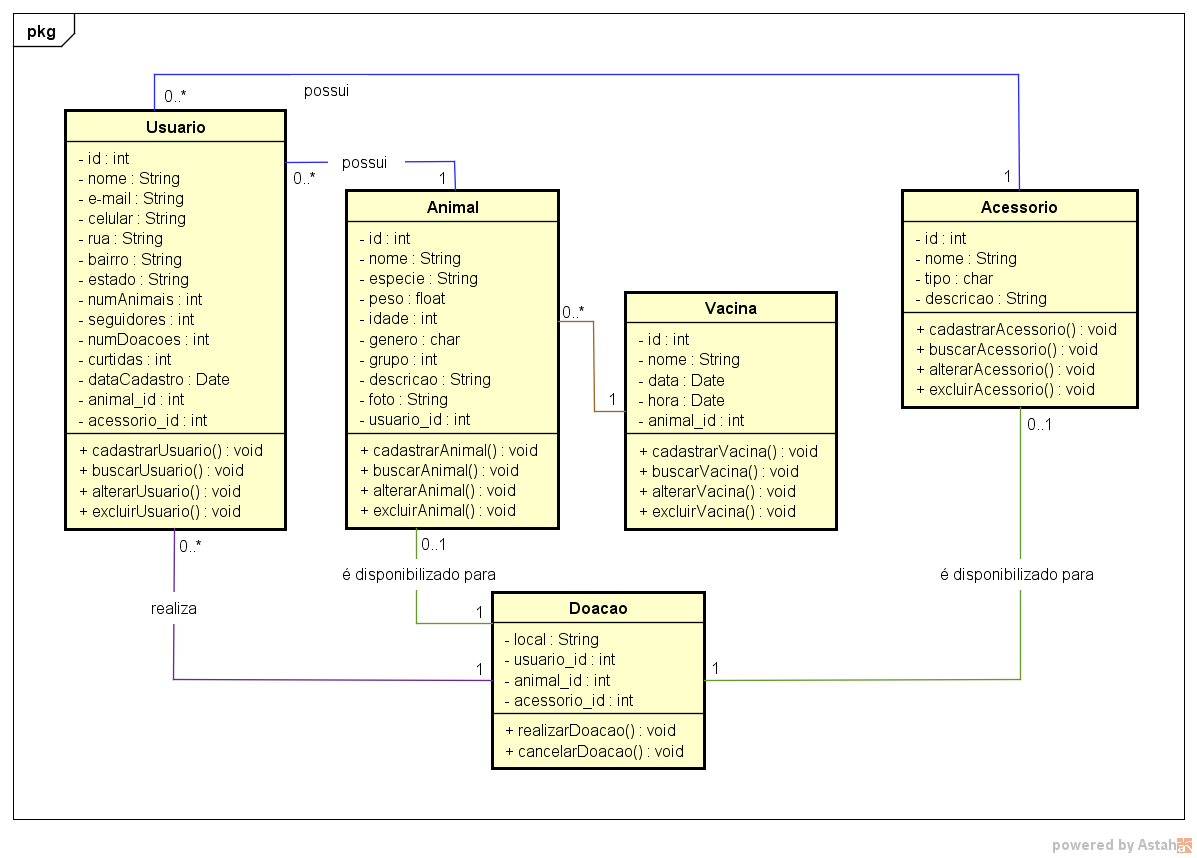 pkg
0..*
possui
Usuario
- id : int
- nome : String
- e-mail : String
- celular : String
- rua : String
- bairro : String
- estado : String
- numAnimais : int
- seguidores : int
- numDoacoes : int
- curtidas : int
- dataCadastro : Date
- animal_id : int
- acessorio_id : int
+ cadastrarUsuario() : void
+ buscarUsuario() : void
+ alterarUsuario() : void
+ excluirUsuario() : void
possui
0..*
1
Animal
- id : int
- nome : String
- especie : String
- peso : float
- idade : int
- genero : char
- grupo : int
- descricao : String
- foto : String
- usuario_id : int
+ cadastrarAnimal() : void
+ buscarAnimal() : void
+ alterarAnimal() : void
+ excluirAnimal() : void
0..*
1
Vacina
- id : int
- nome : String
- data : Date
- hora : Date
- animal_id : int
+ cadastrarVacina() : void
+ buscarVacina() : void
+ alterarVacina() : void
+ excluirVacina() : void
1
Acessorio
- id : int
- nome : String
- tipo : char
- descricao : String
+ cadastrarAcessorio() : void
+ buscarAcessorio() : void
+ alterarAcessorio() : void
+ excluirAcessorio() : void
0..1
0..*
0..1
é disponibilizado para
é disponibilizado para
realiza
1
1
1
Doacao
- local : String
- usuario_id : int
- animal_id : int
- acessorio_id : int
+ realizarDoacao() : void
+ cancelarDoacao() : void
powered by Astah